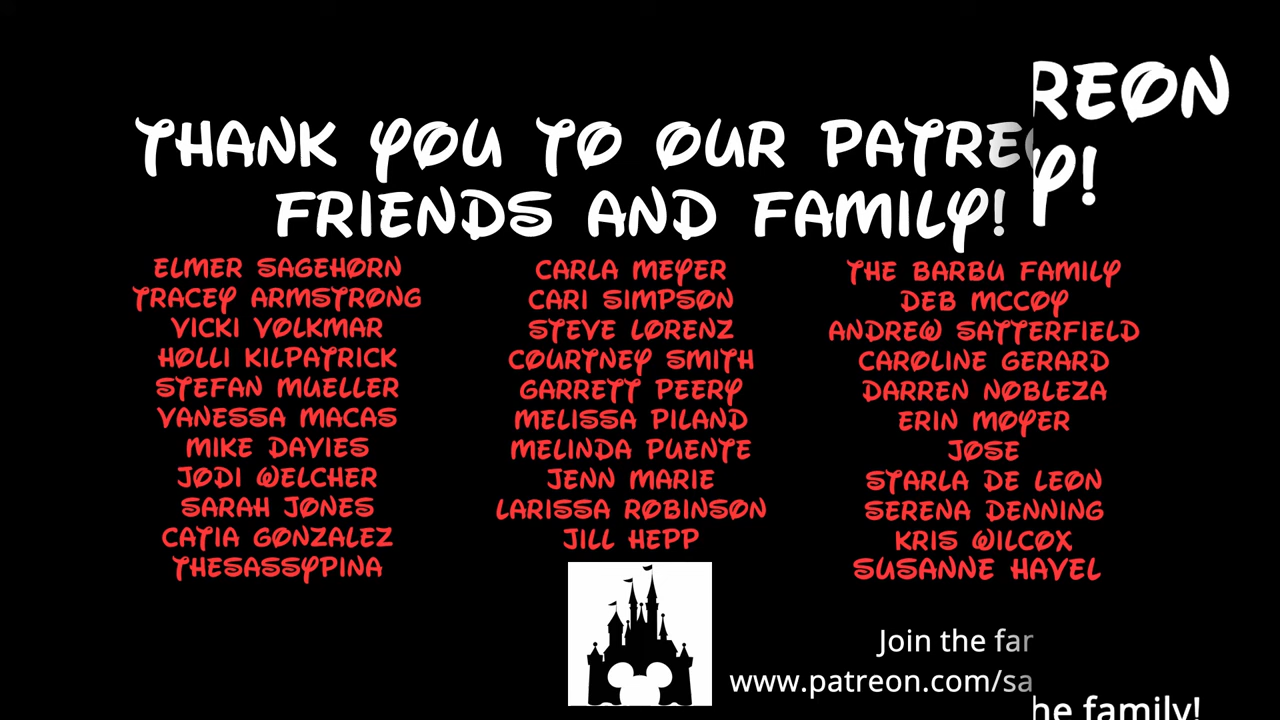 REON
THANK YOU TO OUR PATREO
Y!
FRIENDS AND FAMILY!
ELMER SAGEHORN
TRACEY ARMSTRONG
VICKI VOLKMAR
HOLLI KILPATRICK
STEFAN MUELLER
VANESSA MACAS
MIKE DAVIES
JODI WELCHER
SARAH JONES
CATIA GONZALEZ
THESASSYPINA
CARLA MEYER
CARI SIMPSON
STEVE LORENZ
COURTNEY SMITH
GARRETT PEERY
MELISSA PILAND
MELINDA PUENTE
JENN MARIE
LARISSA ROBINSON
JILL HEPP
THE BARBU FAMILY
DEB MCCOY
ANDREW SATTERFIELD
CAROLINE GERARD
DARREN NOBLEZA
ERIN MOYER
JOSE
STARLA DE LEON
SERENA DENNING
KRIS WILCOX
SUSANNE HAVEL
Join the far
www.patreon.com/sa
he family!